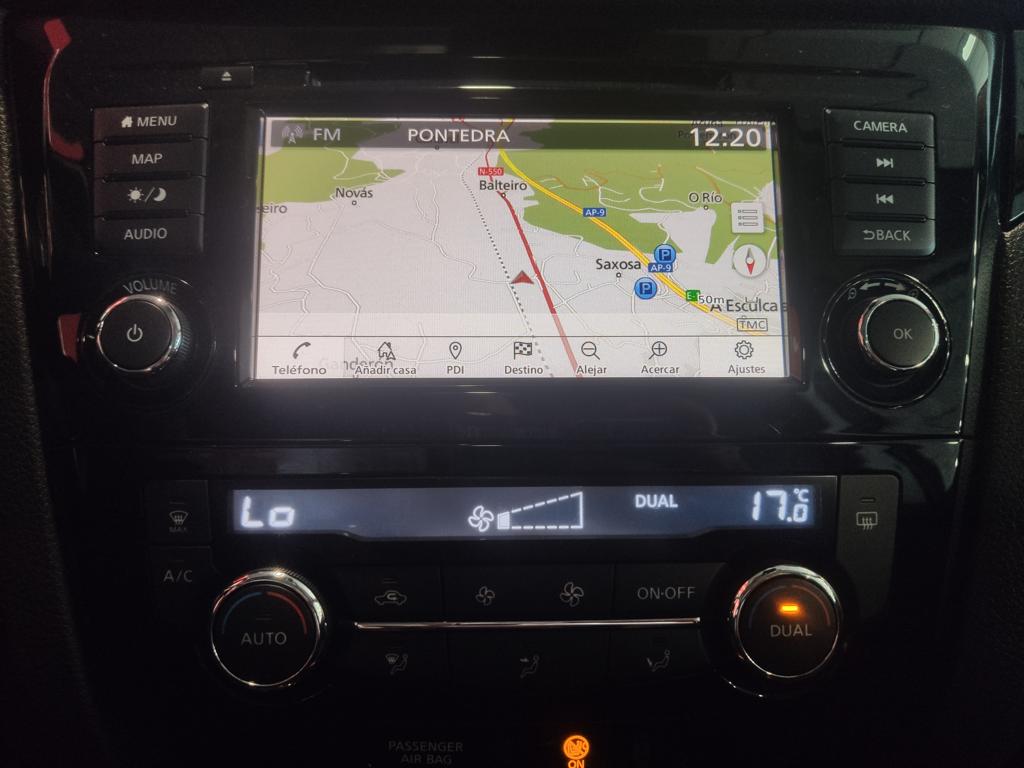 MENU
MAP
AUDIO
VOLUME
FM
PONTEDRA
12:20
N-550
Balteiro
Novás
eiro
AP-9
O Río
Saxosa
P
AP-9
P
50m
A Esculca
TMC
Ganderón
Teléfono
Añadir casa
PDI
Destino
Alejar
Acercar
Ajustes
CAMERA
BACK
OK
Lo
DUAL
17.0
°C
MAX
A/C
AUTO
ON·OFF
DUAL
PASSENGER
AIR BAG
ON